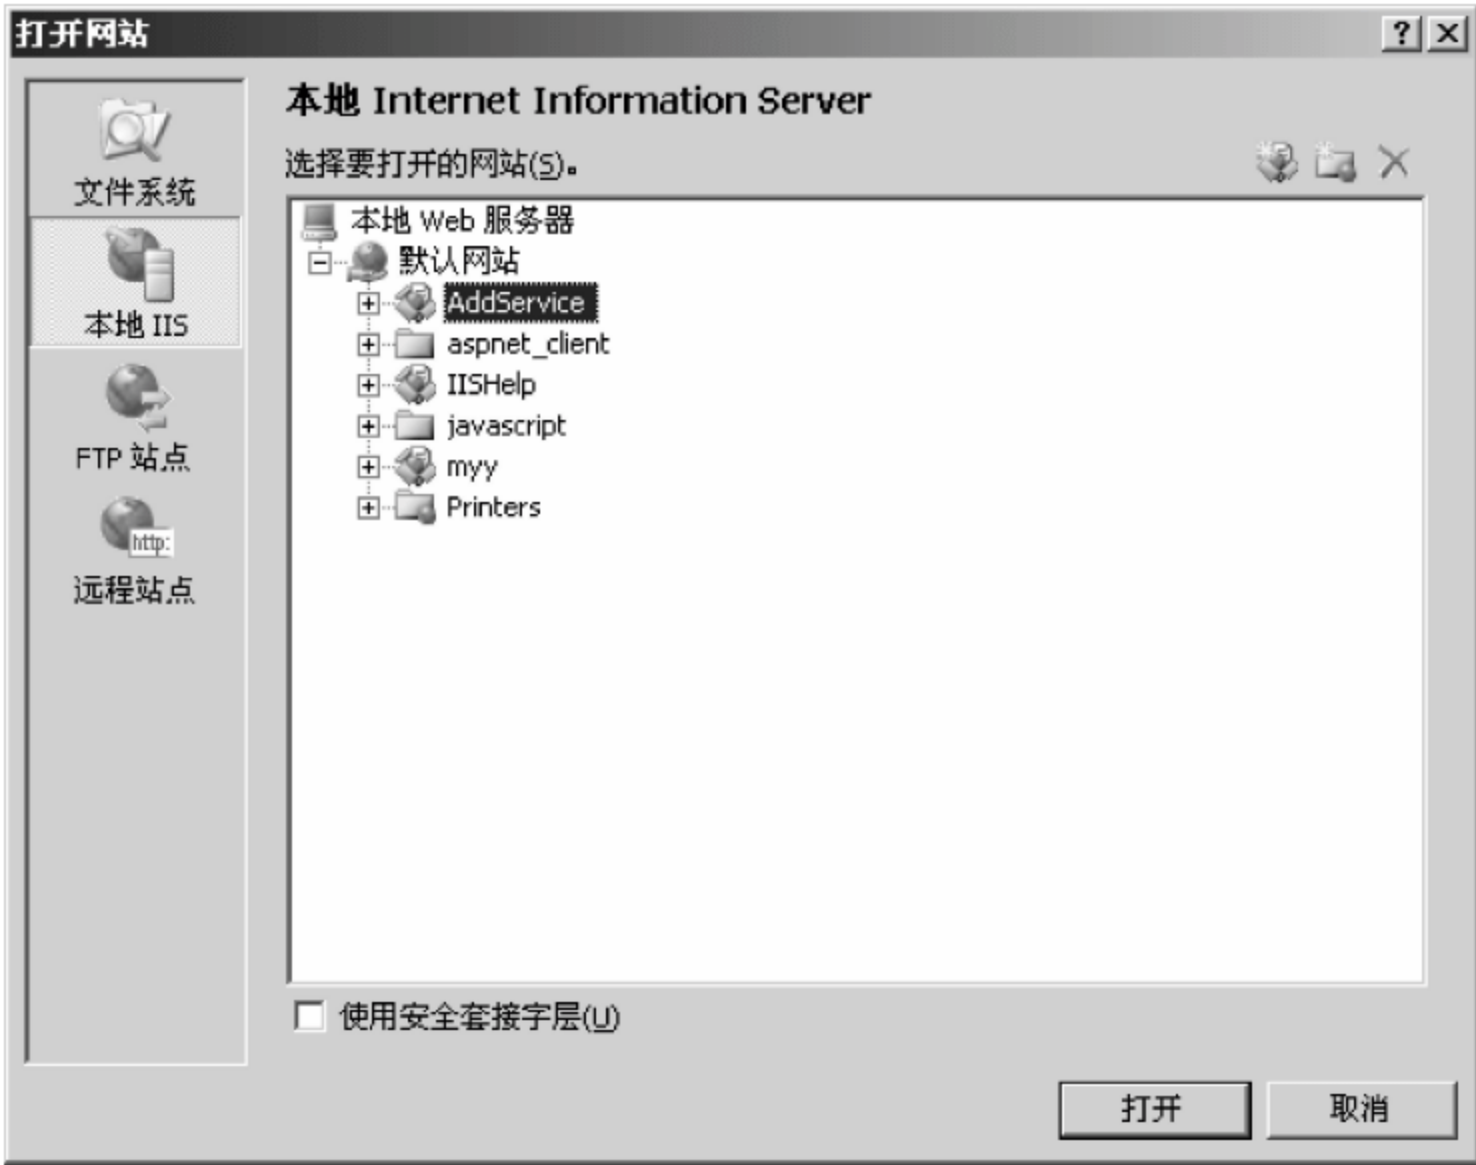 打开网站
文件系统
本地 IIS
FTP 站点
http:
远程站点
本地 Internet Information Server
选择要打开的网站(S)。
本地 Web 服务器
默认网站
AddService
aspnet_client
IISHelp
javascript
myy
Printers
使用安全套接字层(U)
打开
取消